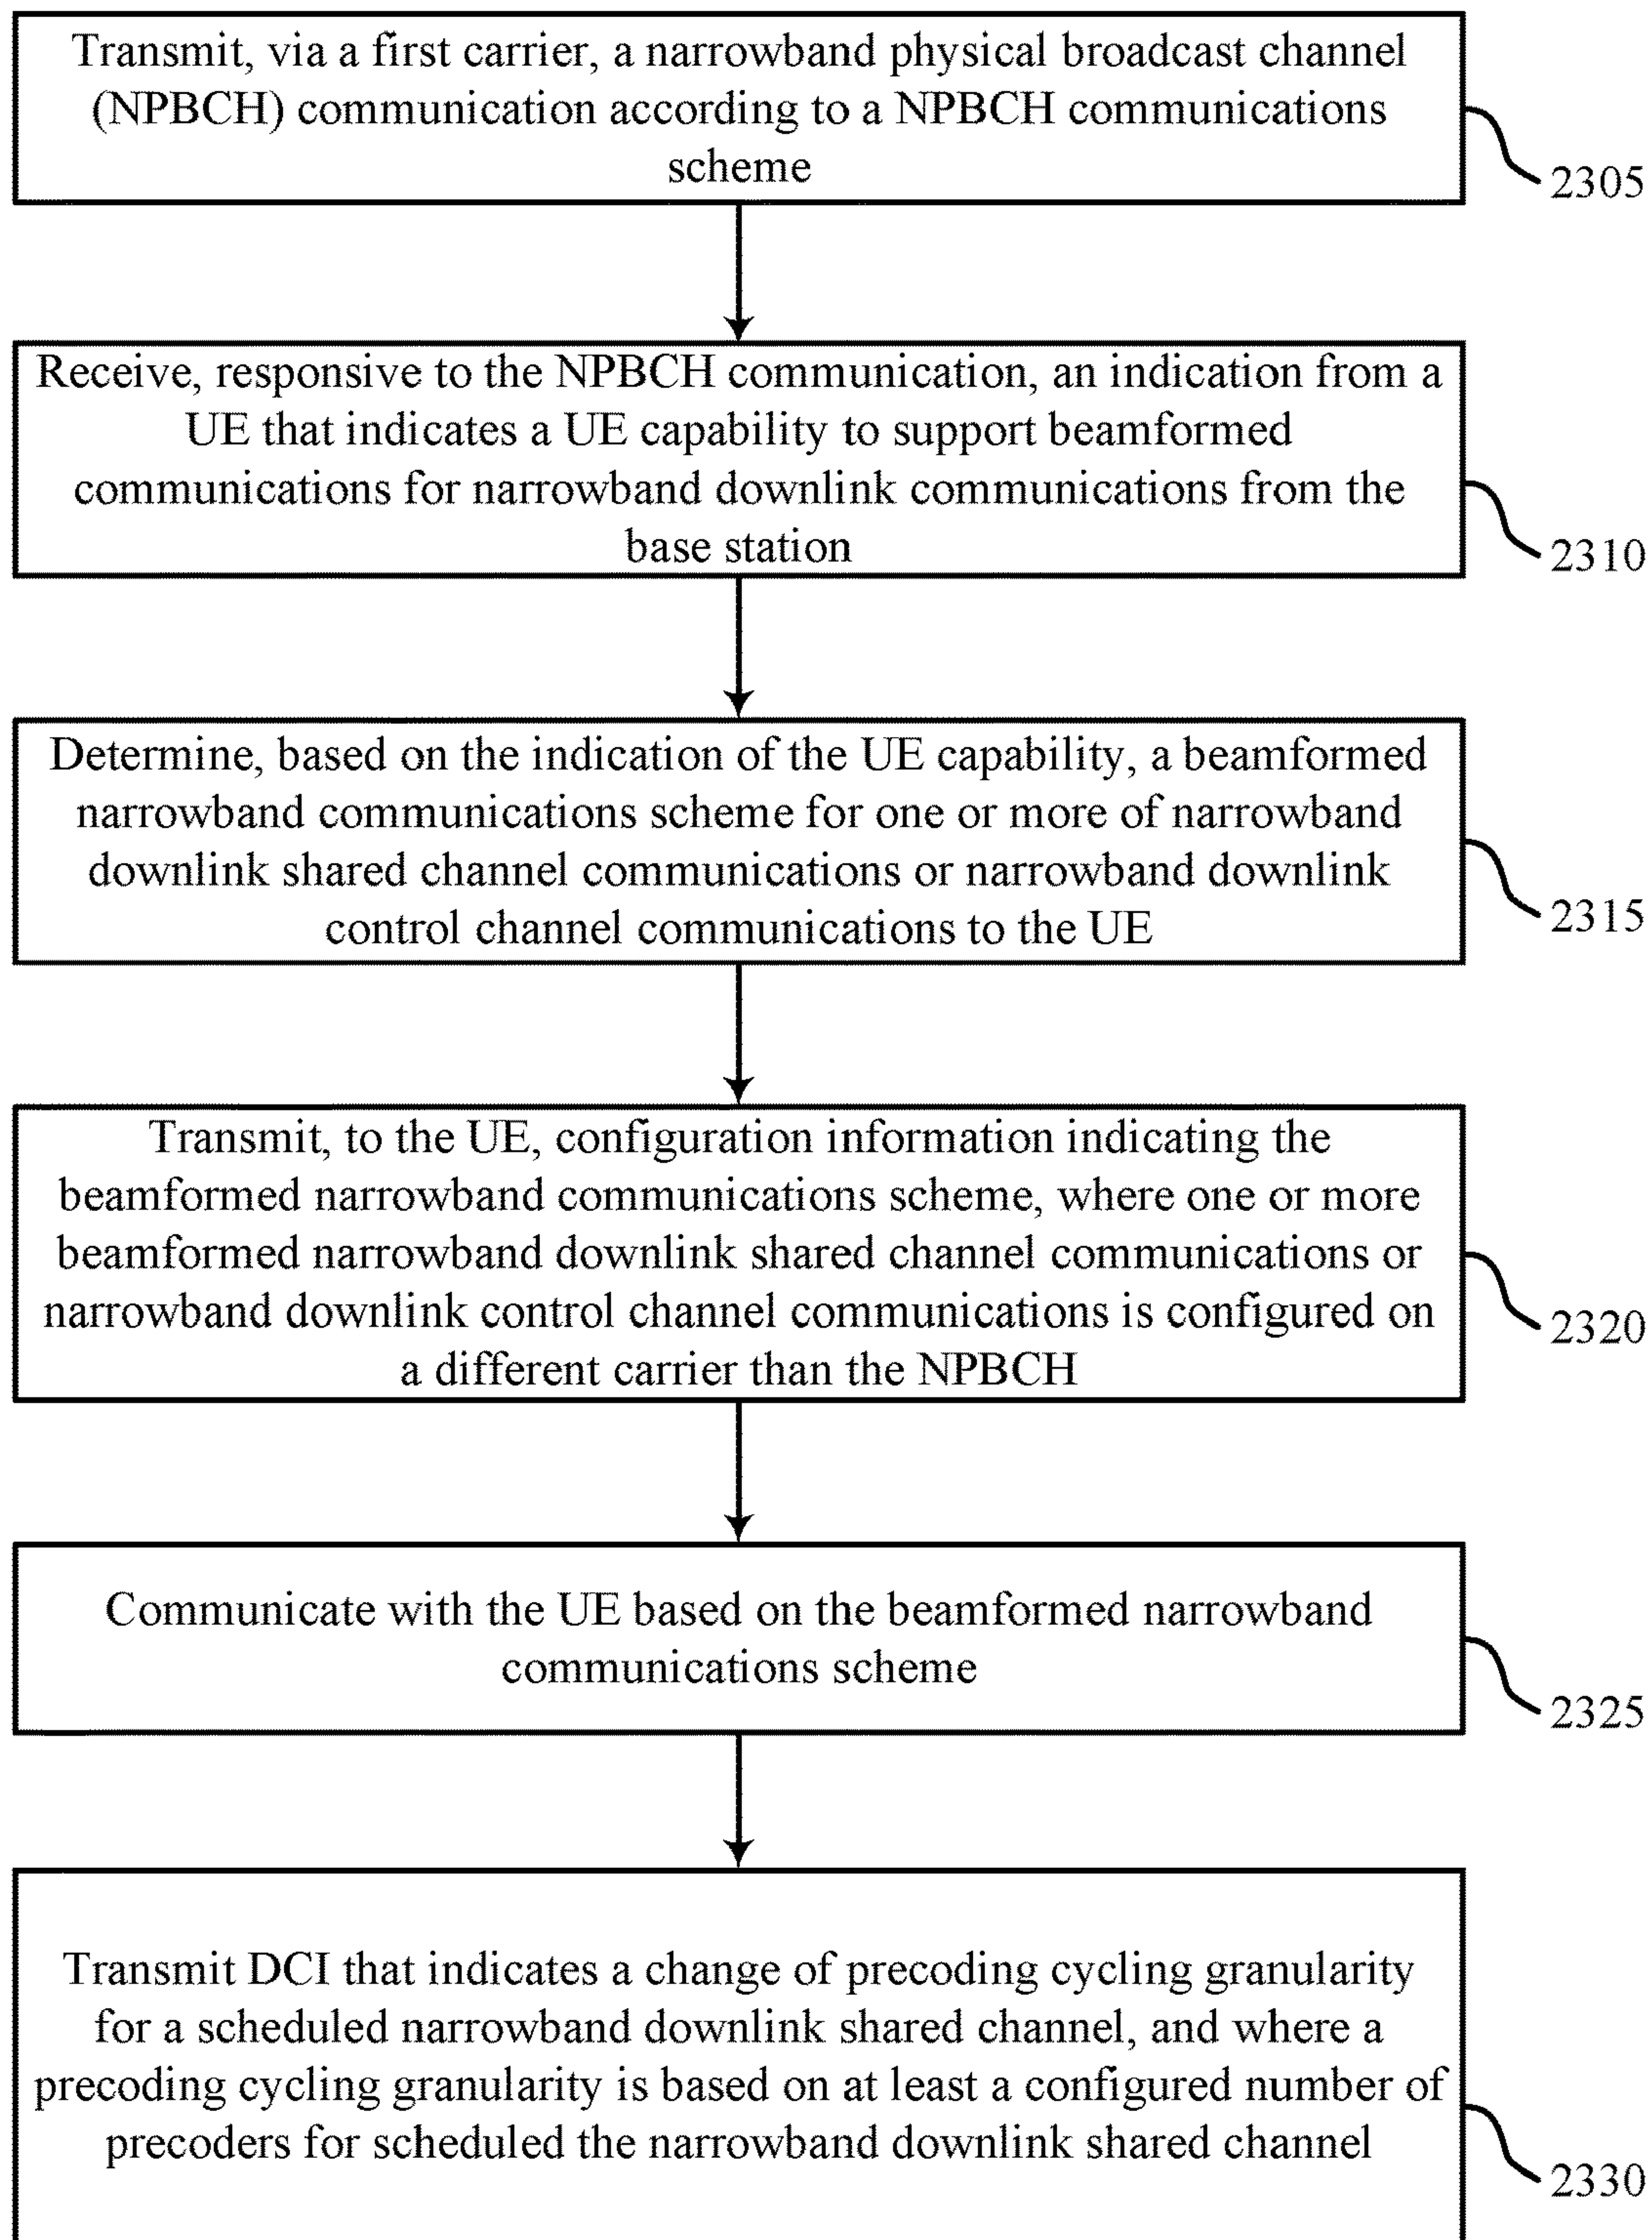 Transmit, via a first carrier, a narrowband physical broadcast channel
(NPBCH) communication according to a NPBCH communications
scheme
2305
Receive, responsive to the NPBCH communication, an indication from a
UE that indicates a UE capability to support beamformed
communications for narrowband downlink communications from the
base station
2310
Determine, based on the indication of the UE capability, a beamformed
narrowband communications scheme for one or more of narrowband
downlink shared channel communications or narrowband downlink
control channel communications to the UE
2315
Transmit, to the UE, configuration information indicating the
beamformed narrowband communications scheme, where one or more
beamformed narrowband downlink shared channel communications or
narrowband downlink control channel communications is configured on
a different carrier than the NPBCH
2320
Communicate with the UE based on the beamformed narrowband
communications scheme
2325
Transmit DCI that indicates a change of precoding cycling granularity
for a scheduled narrowband downlink shared channel, and where a
precoding cycling granularity is based on at least a configured number of
precoders for scheduled the narrowband downlink shared channel
2330